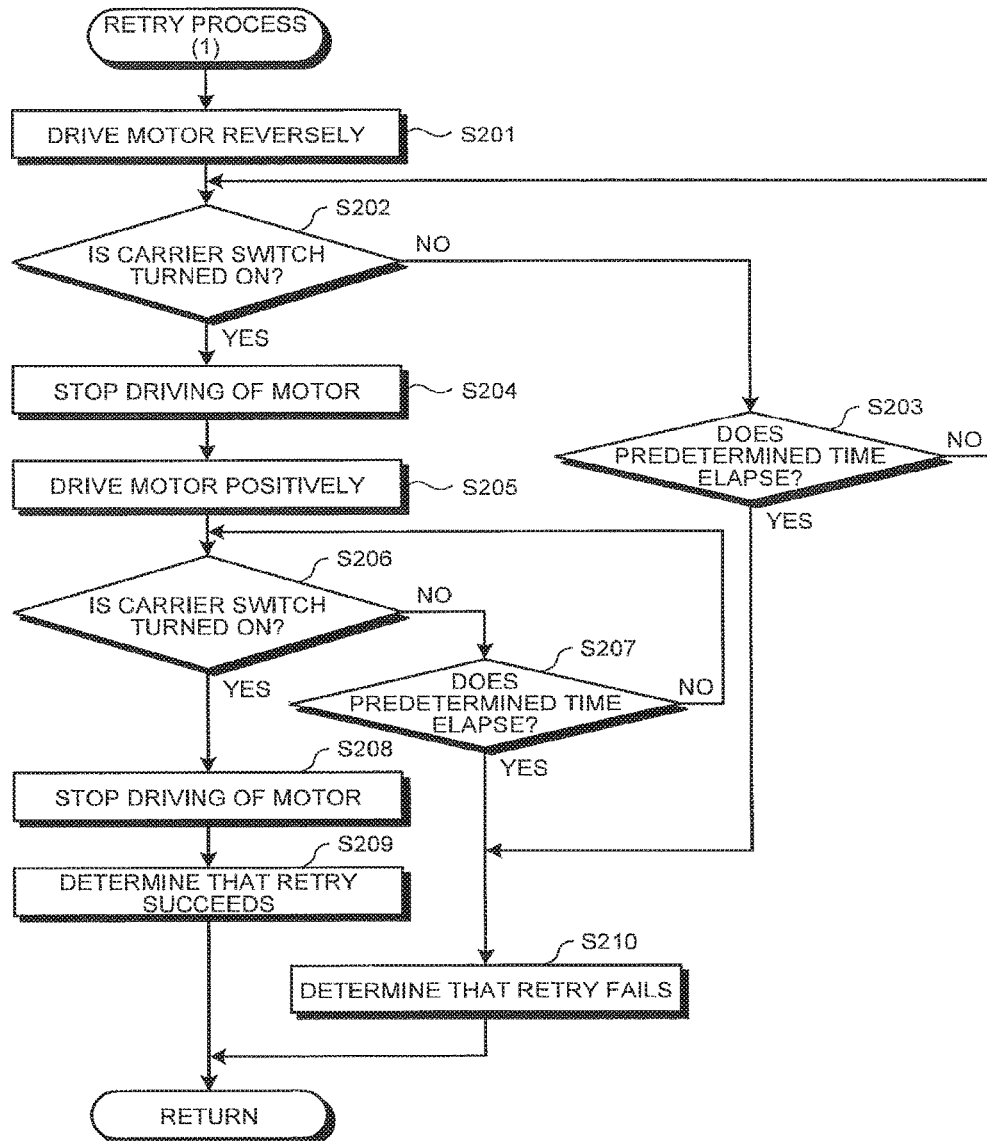 RETRY PROCESS
(1)
DRIVE MOTOR REVERSELY
S201
S202
IS CARRIER SWITCH
TURNED ON?
NO
YES
STOP DRIVING OF MOTOR
S204
S203
DOES
PREDETERMINED TIME
ELAPSE?
NO
YES
DRIVE MOTOR POSITIVELY
S205
S206
IS CARRIER SWITCH
TURNED ON?
NO
YES
S207
DOES
PREDETERMINED TIME
ELAPSE?
NO
YES
S208
STOP DRIVING OF MOTOR
S209
DETERMINE THAT RETRY
SUCCEEDS
S210
DETERMINE THAT RETRY FAILS
RETURN